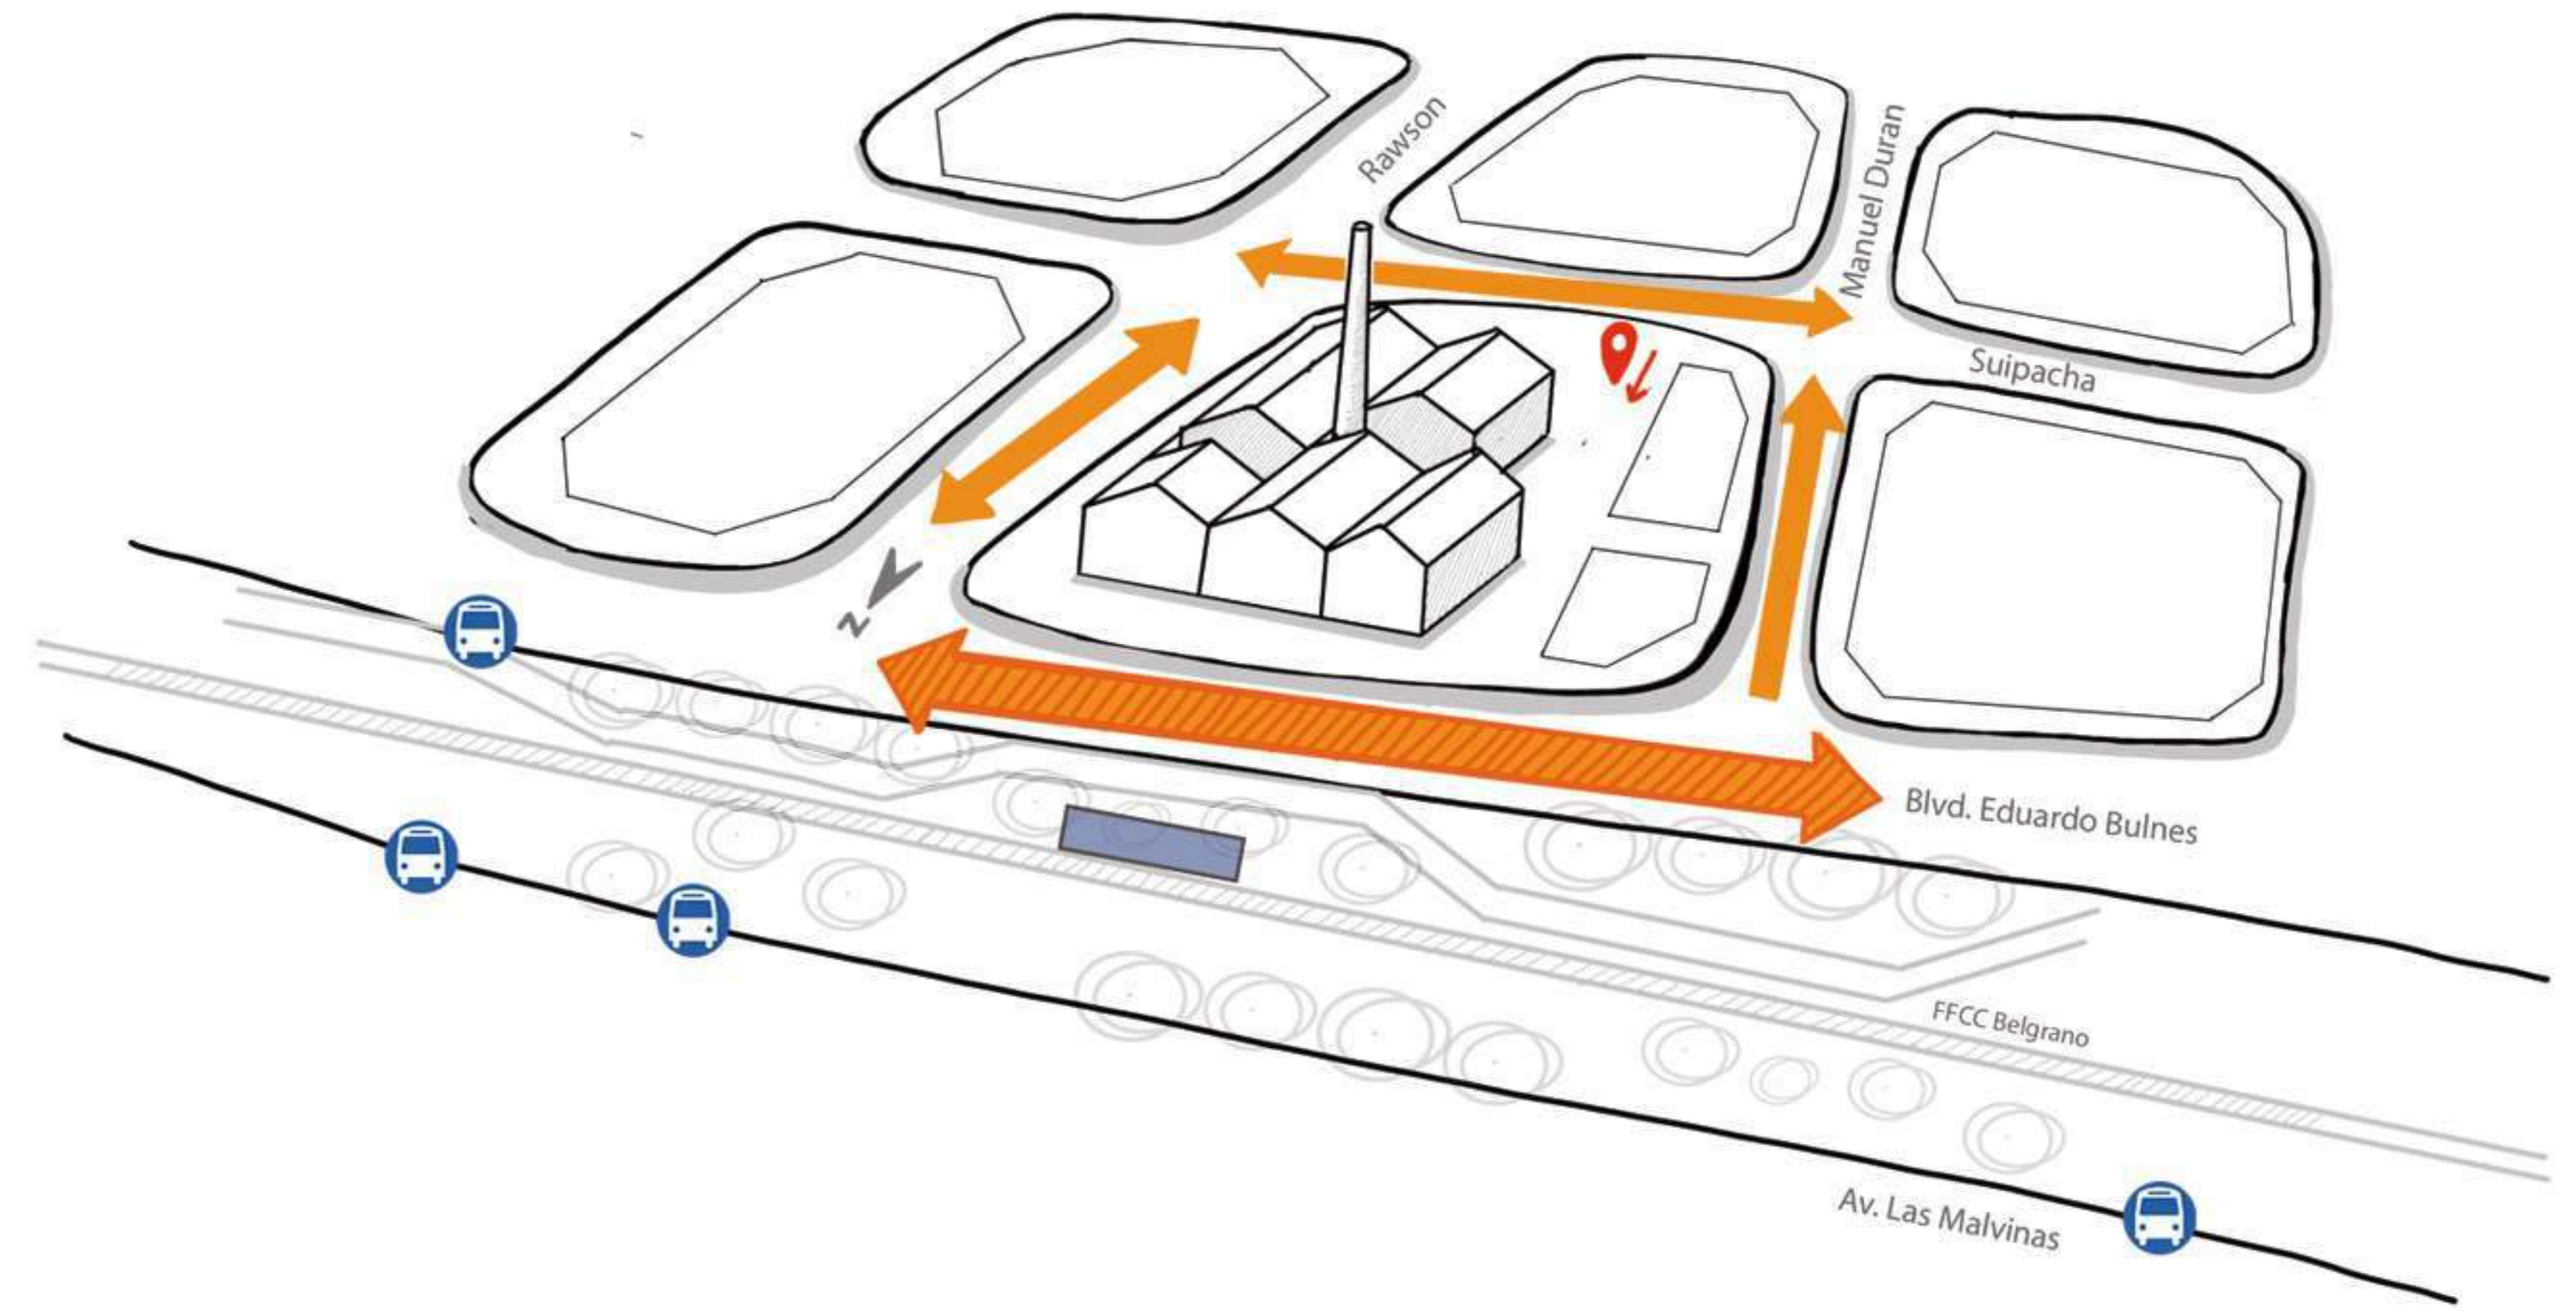 Rawson
Manuel Duran
Suipacha
N
Blvd. Eduardo Bulnes
FFCC Belgrano
Av. Las Malvinas